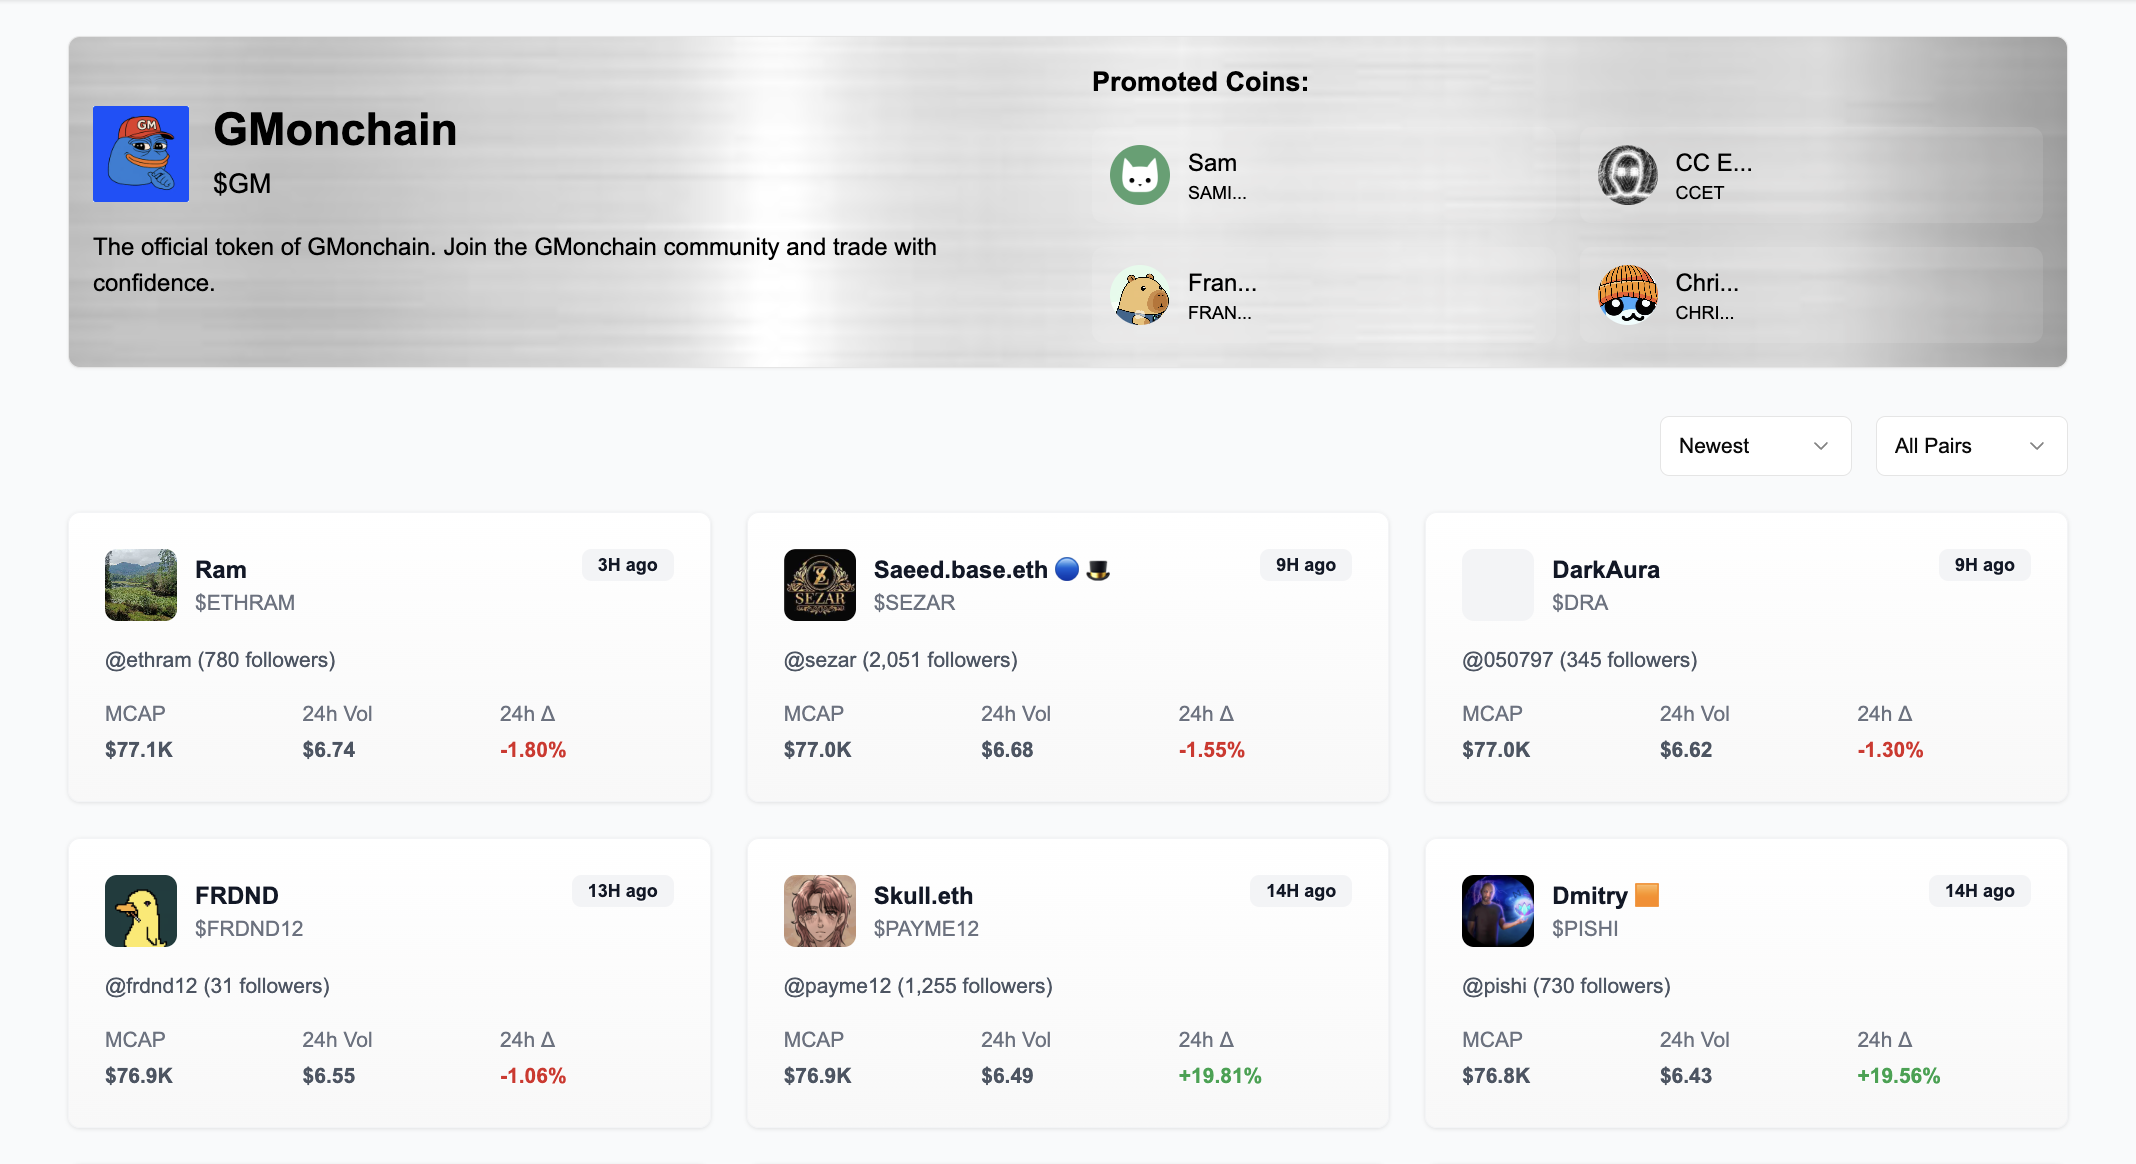 GM
GMonchain
$GM
The official token of GMonchain. Join the GMonchain community and trade with
confidence.
Promoted Coins:
Sam
SAMI...
CC E...
CCET
Fran...
FRAN...
Chri...
CHRI...
Newest
All Pairs
Ram
3H ago
$ETHRAM
@ethram (780 followers)
MCAP 24h Vol 24h Δ
$77.1K $6.74 -1.80%
SEZAR
Saeed.base.eth 🔵 🎩
9H ago
$SEZAR
@sezar (2,051 followers)
MCAP 24h Vol 24h Δ
$77.0K $6.68 -1.55%
DarkAura
9H ago
$DRA
@050797 (345 followers)
MCAP 24h Vol 24h Δ
$77.0K $6.62 -1.30%
FRDND
13H ago
$FRDND12
@frdnd12 (31 followers)
MCAP 24h Vol 24h Δ
$76.9K $6.55 -1.06%
Skull.eth
14H ago
$PAYME12
@payme12 (1,255 followers)
MCAP 24h Vol 24h Δ
$76.9K $6.49 +19.81%
Dmitry 🟧
14H ago
$PISHI
@pishi (730 followers)
MCAP 24h Vol 24h Δ
$76.8K $6.43 +19.56%